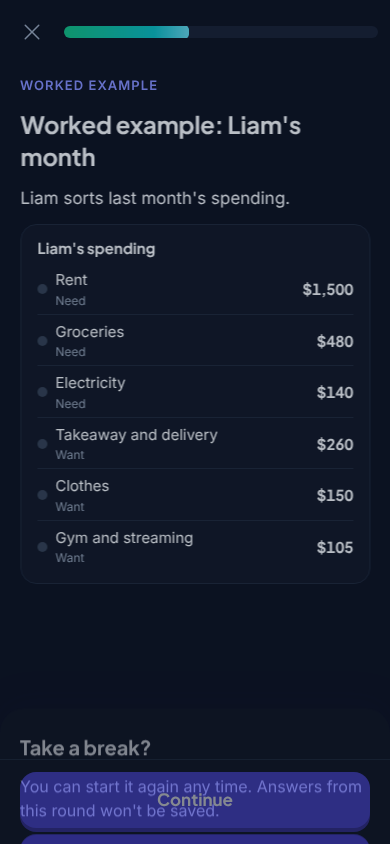 WORKED EXAMPLE
Worked example: Liam's
month
Liam sorts last month's spending.
Liam's spending
Rent
Need
$1,500
Groceries
Need
$480
Electricity
Need
$140
Takeaway and delivery
Want
$260
Clothes
Want
$150
Gym and streaming
Want
$105
Take a break?
You can start it again any time. Answers from
this round won't be saved.
Continue